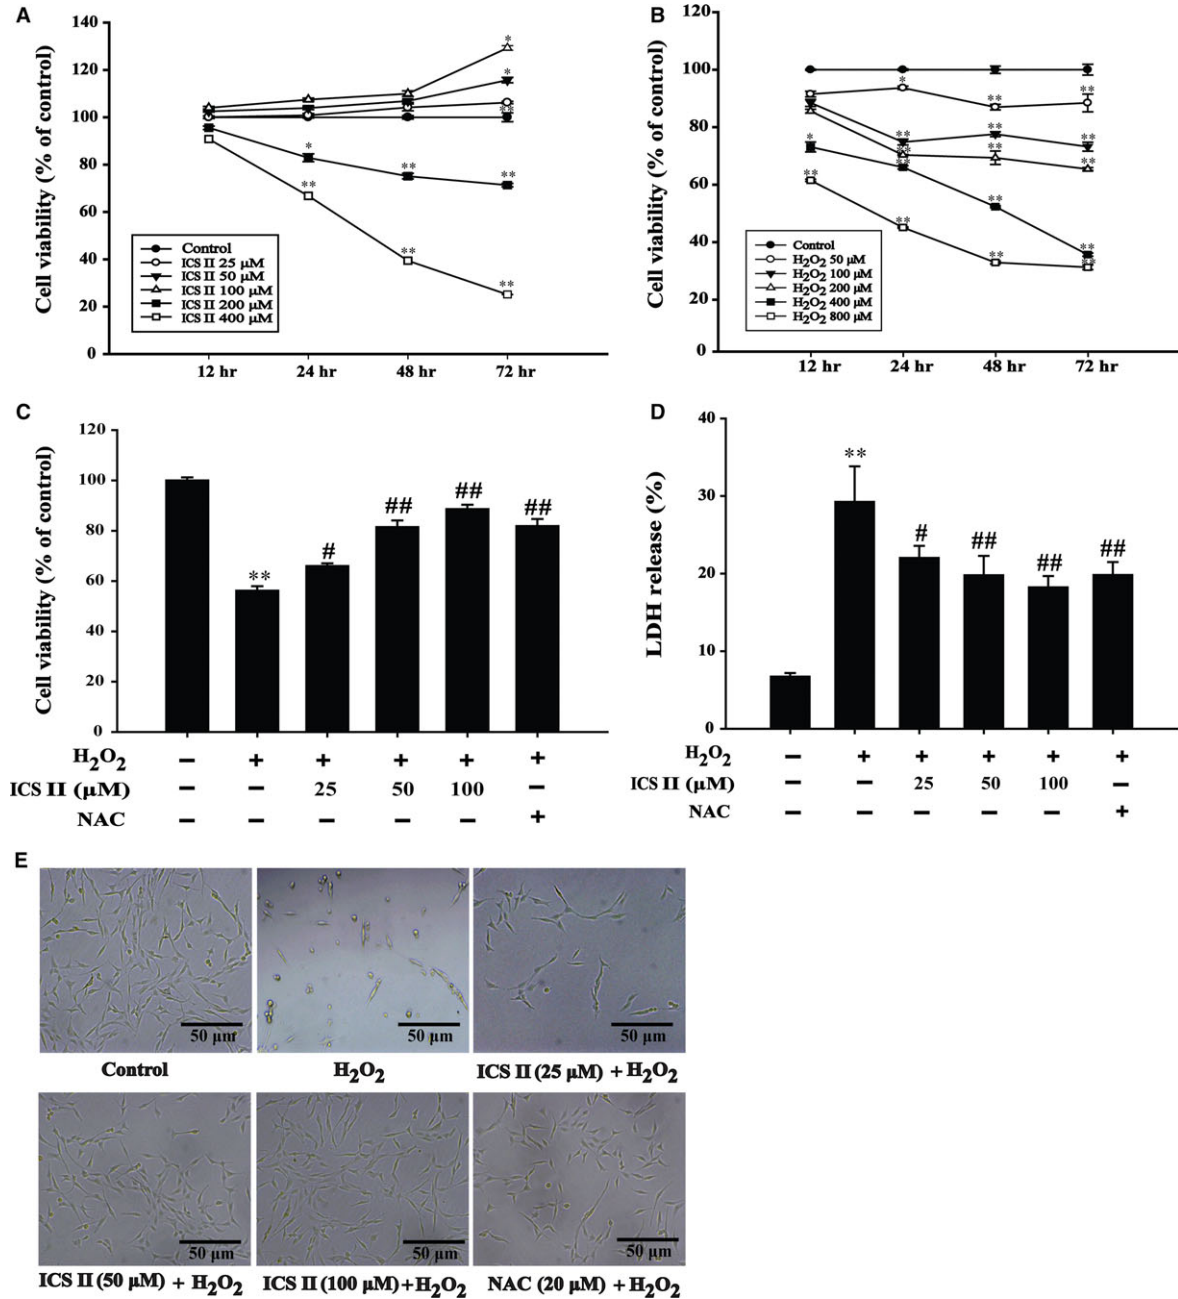 A
Cell viability (% of control)
140
120
100
80
60
40
20
0
* * ** * ** ** ** ** **
Control
ICS II 25 μM
ICS II 50 μM
ICS II 100 μM
ICS II 200 μM
ICS II 400 μM
12 hr 24 hr 48 hr 72 hr
B
Cell viability (% of control)
120
100
80
60
40
20
0
Control
H2O2 50 μM
H2O2 100 μM
H2O2 200 μM
H2O2 400 μM
H2O2 800 μM
12 hr 24 hr 48 hr 72 hr
C
Cell viability (% of control)
120
100
80
60
40
20
0
** # ## ## ##
H2O2 − + + + + +
ICS II (μM) − − 25 50 100 −
NAC − − − − − +
D
LDH release (%)
40
30
20
10
0
** # ## ## ##
H2O2 − + + + + +
ICS II (μM) − − 25 50 100 −
NAC − − − − − +
E
50 μm 50 μm 50 μm
Control H2O2 ICS II (25 μM) + H2O2
50 μm 50 μm 50 μm
ICS II (50 μM) + H2O2 ICS II (100 μM)+H2O2 NAC (20 μM) + H2O2